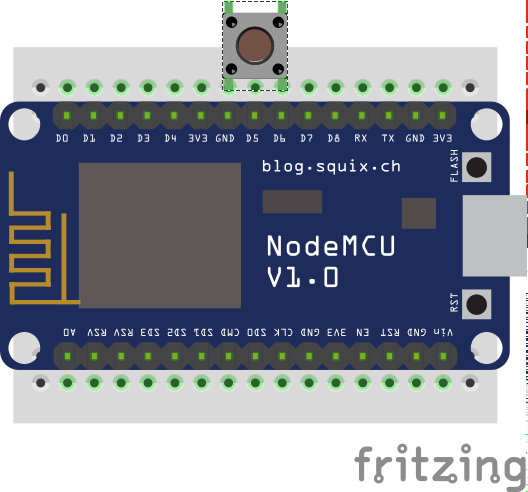 D0 D1 D2 D3 D4 3V3 GND D5 D6 D7 D8 RX TX GND 3V3
FLASH
blog.squix.ch
NodeMCU
V1.0
RST
A0 RSV RSV SD3 SD2 SD1 CMD SD0 CLK GND 3V3 EN RST GND Vin
fritzing